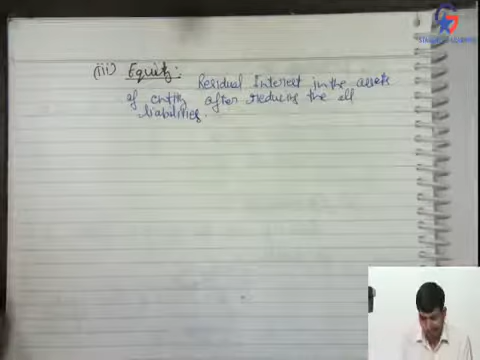 (iii) Equity: Residual Interest in the assets
of entity after reducing the all
liabilities.